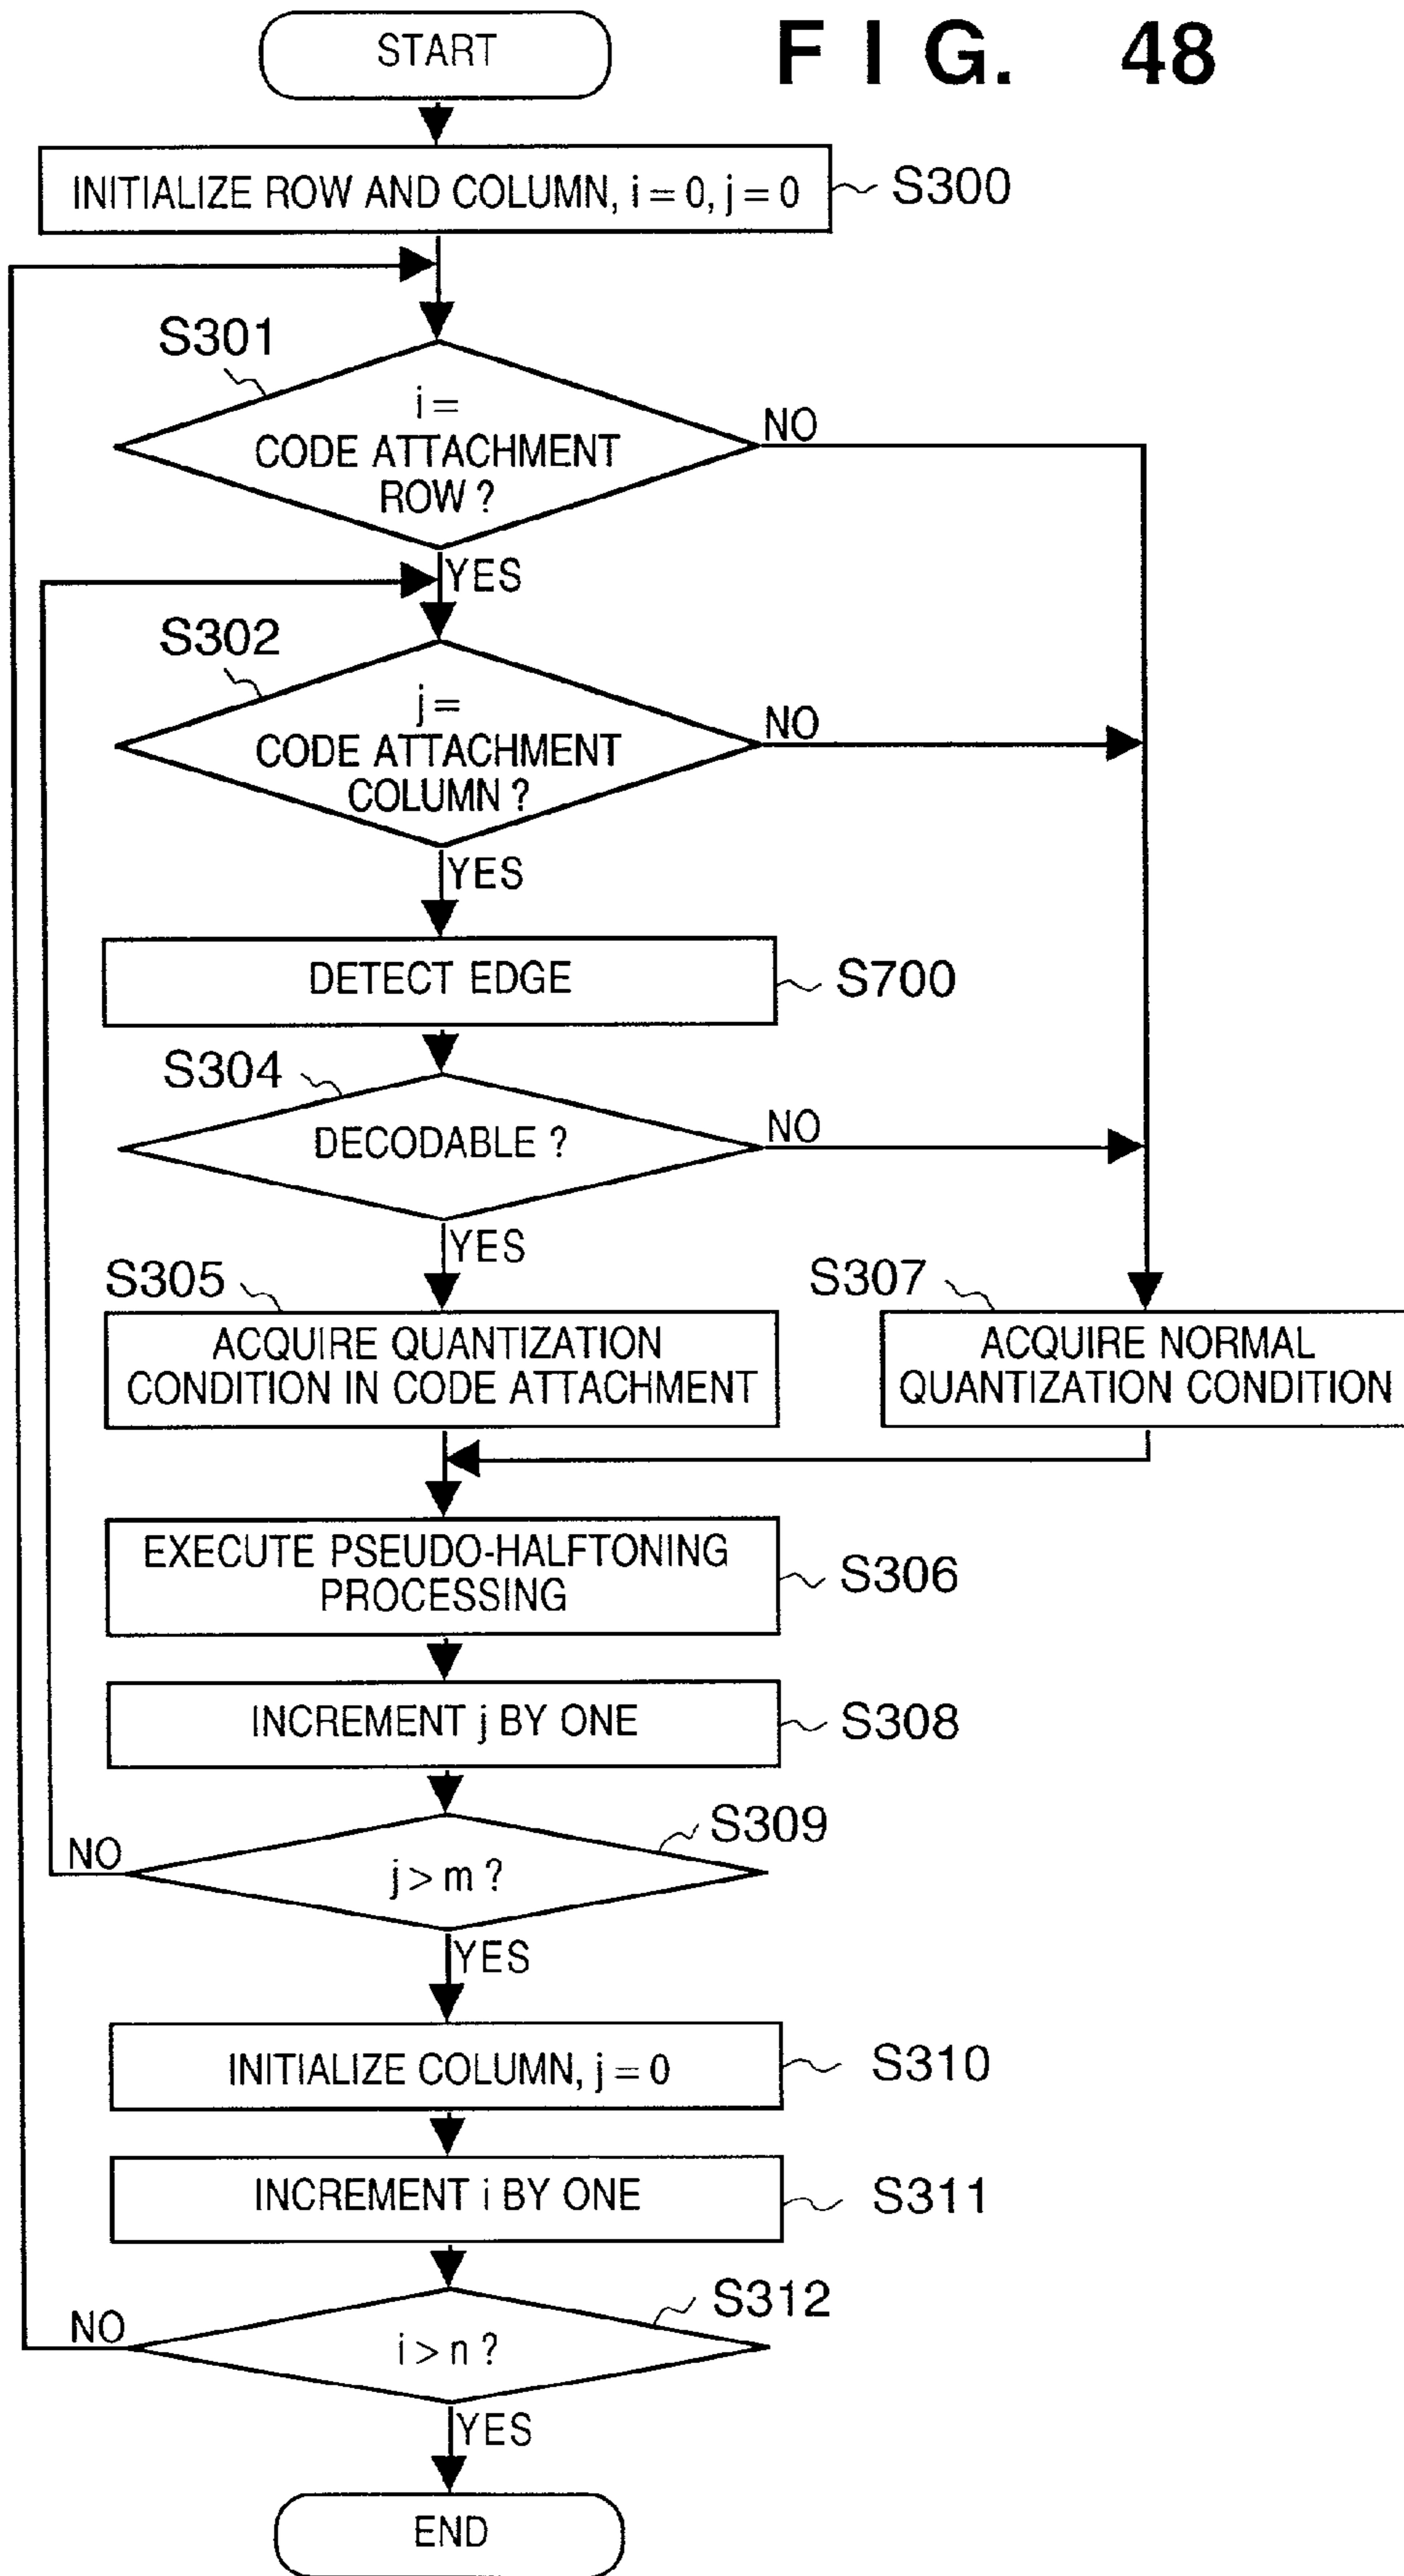 START
F I G. 48
INITIALIZE ROW AND COLUMN, i = 0, j = 0
S300
S301
i =
CODE ATTACHMENT
ROW ?
NO
YES
S302
j =
CODE ATTACHMENT
COLUMN ?
NO
YES
DETECT EDGE
S700
S304
DECODABLE ?
NO
YES
S305
ACQUIRE QUANTIZATION
CONDITION IN CODE ATTACHMENT
S307
ACQUIRE NORMAL
QUANTIZATION CONDITION
EXECUTE PSEUDO-HALFTONING
PROCESSING
S306
INCREMENT j BY ONE
S308
S309
NO
j > m ?
YES
INITIALIZE COLUMN, j = 0
S310
INCREMENT i BY ONE
S311
S312
NO
i > n ?
YES
END